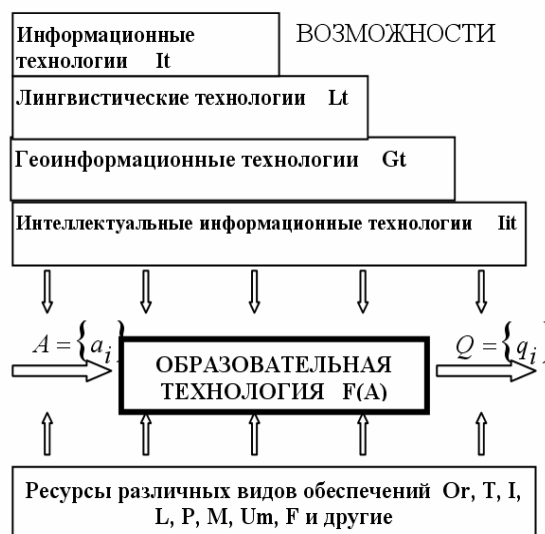 Информационные
технологии It
ВОЗМОЖНОСТИ
Лингвистические технологии Lt
Геоинформационные технологии Gt
Интеллектуальные информационные технологии Iit
A = {a_i}
ОБРАЗОВАТЕЛЬНАЯ
ТЕХНОЛОГИЯ F(A)
Q = {q_i}
Ресурсы различных видов обеспечений Or, T, I,
L, P, M, Um, F и другие